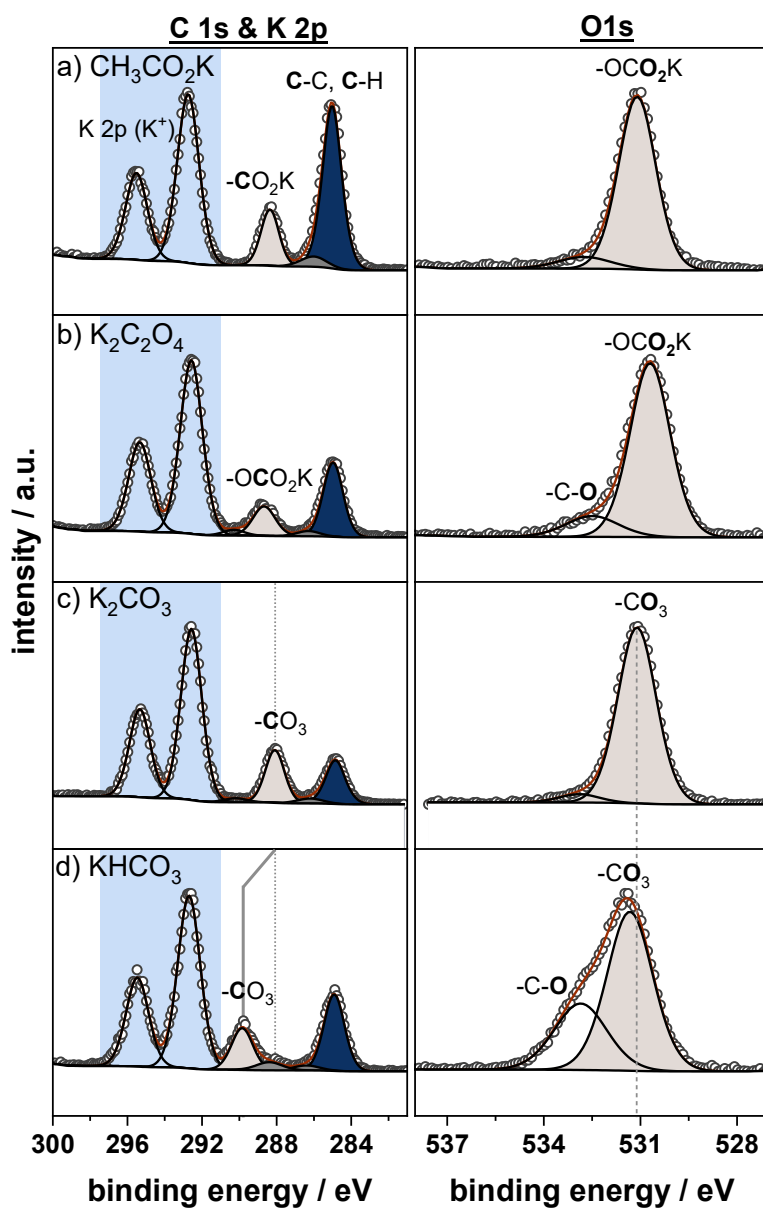 C 1s & K 2p
O1s
a) CH₃CO₂K
K 2p (K⁺)
-CO₂K
C-C, C-H
-OCO₂K
b) K₂C₂O₄
-OCO₂K
-OCO₂K
-C-O
c) K₂CO₃
-CO₃
-CO₃
d) KHCO₃
-CO₃
-CO₃
-C-O
intensity / a.u.
300 296 292 288 284
537 534 531 528
binding energy / eV
binding energy / eV